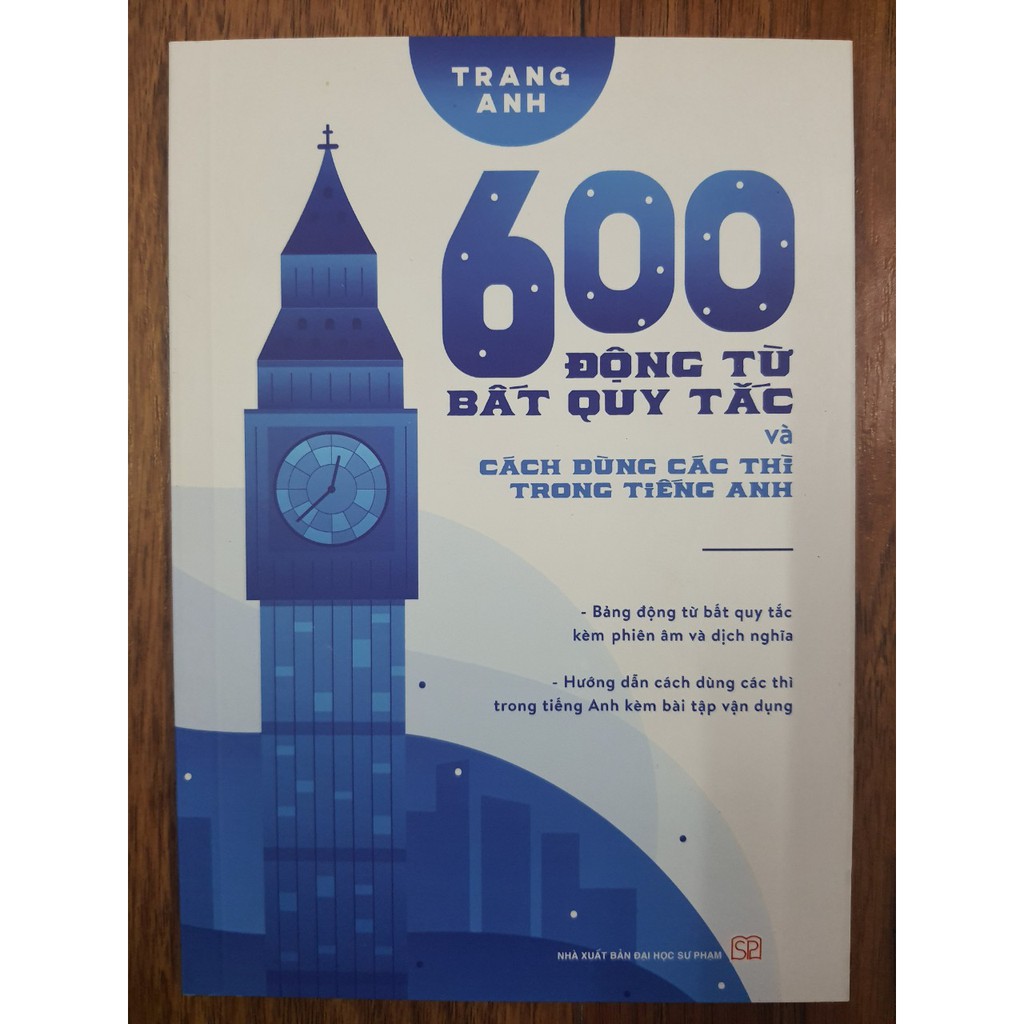 TRANG
ANH
600
ĐỘNG TỪ
BẤT QUY TẮC
và
CÁCH DÙNG CÁC THÌ
TRONG TIẾNG ANH
- Bảng động từ bất quy tắc
kèm phiên âm và dịch nghĩa
- Hướng dẫn cách dùng các thì
trong tiếng Anh kèm bài tập vận dụng
NHÀ XUẤT BẢN ĐẠI HỌC SƯ PHẠM
SP